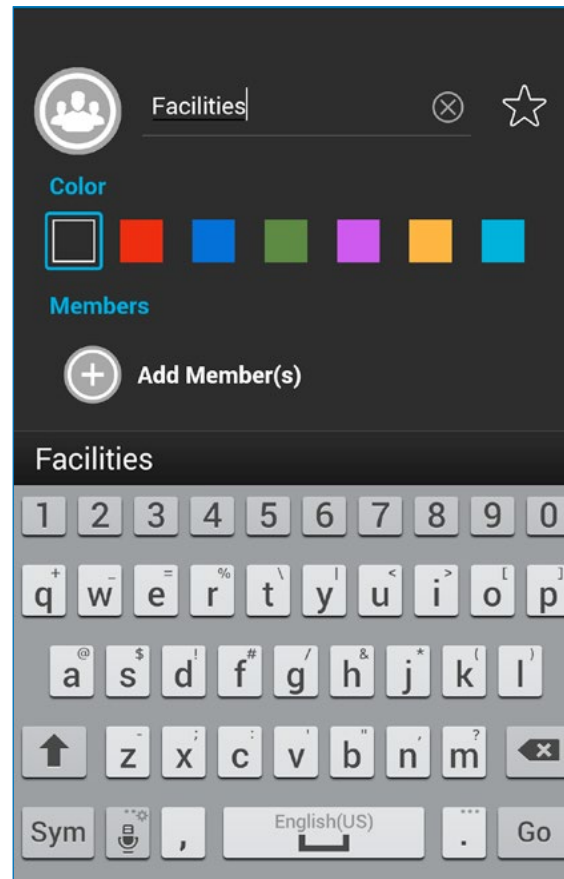 Facilities
Color
Members
Add Member(s)
Facilities
1 2 3 4 5 6 7 8 9 0
+ _ = % \ | < > [ ]
q w e r t y u i o p
@ $ ! # / & * ( )
a s d f g h j k l
- ; : ' " , ?
z x c v b n m
Sym , English(US) . Go